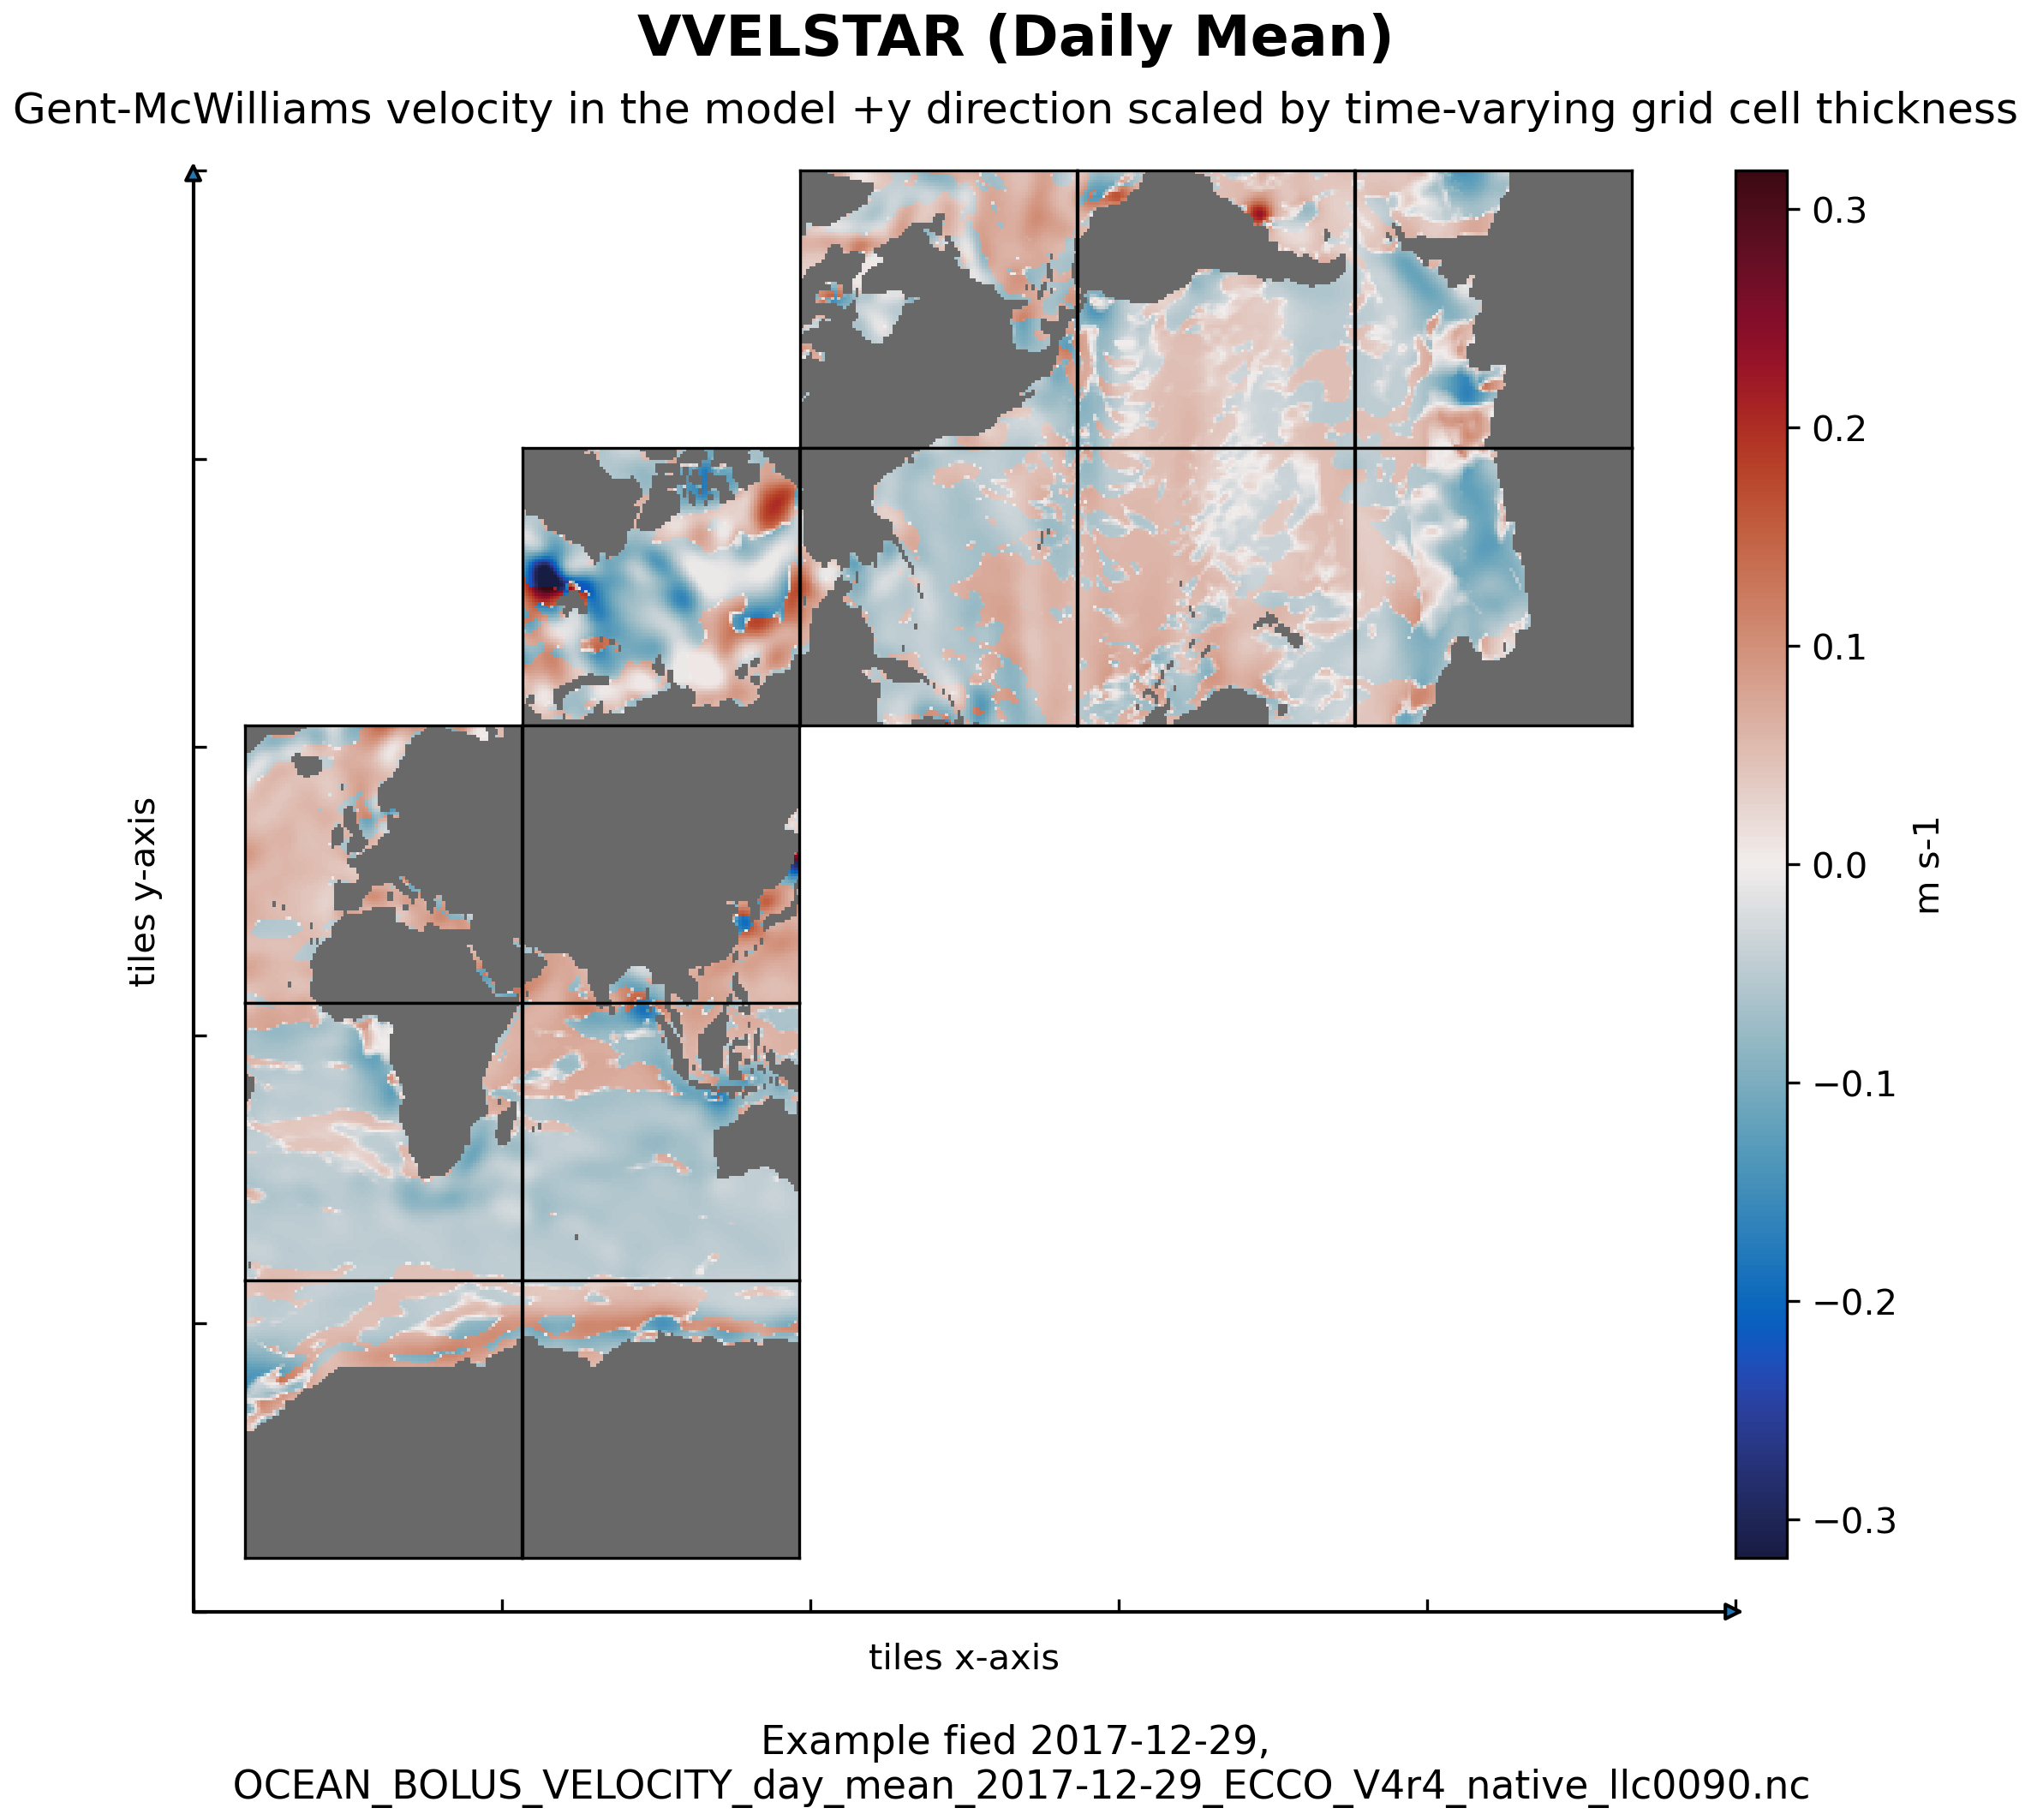 VVELSTAR (Daily Mean)
Gent-McWilliams velocity in the model +y direction scaled by time-varying grid cell thickness
0.3
0.2
0.1
0.0
−0.1
−0.2
−0.3
m s-1
tiles y-axis
tiles x-axis
Example fied 2017-12-29,
OCEAN_BOLUS_VELOCITY_day_mean_2017-12-29_ECCO_V4r4_native_llc0090.nc